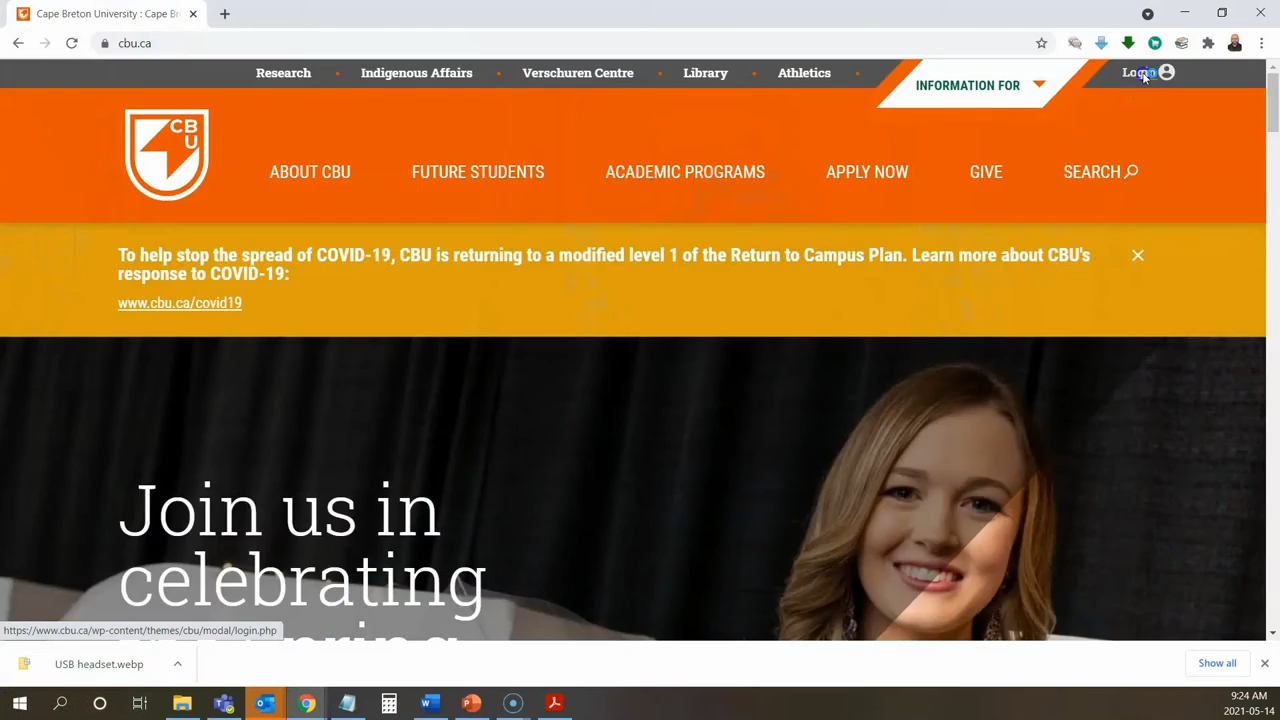 Cape Breton University : Cape Br
cbu.ca
Research • Indigenous Affairs • Verschuren Centre • Library • Athletics •
INFORMATION FOR
Login
CB
U
ABOUT CBU
FUTURE STUDENTS
ACADEMIC PROGRAMS
APPLY NOW
GIVE
SEARCH
To help stop the spread of COVID-19, CBU is returning to a modified level 1 of the Return to Campus Plan. Learn more about CBU's
response to COVID-19:
www.cbu.ca/covid19
Join us in
celebrating
https://www.cbu.ca/wp-content/themes/cbu/modal/login.php
USB headset.webp
Show all
9:24 AM
2021-05-14